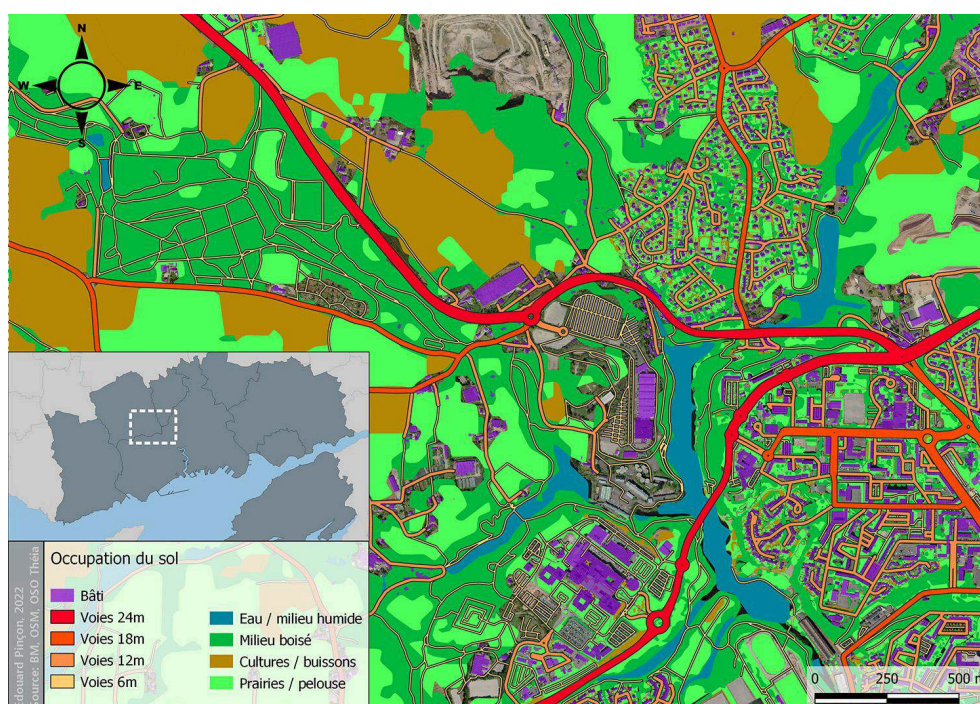 N
W
E
S
Occupation du sol
Bâti
Voies 24m
Voies 18m
Voies 12m
Voies 6m
Eau / milieu humide
Milieu boisé
Cultures / buissons
Prairies / pelouse
Edouard Pinçon, 2022
Source: BM, OSM, OSO Théia
0 250 500 m